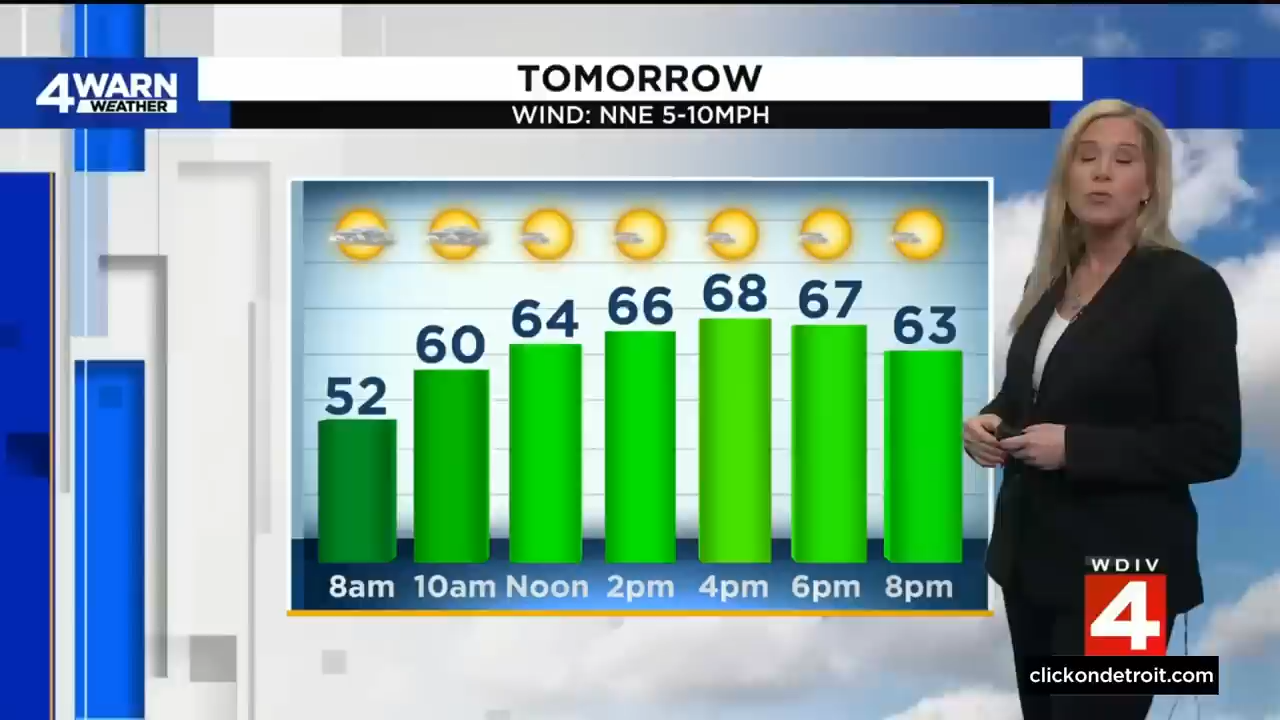 4WARN
WEATHER
TOMORROW
WIND: NNE 5-10MPH
52 60 64 66 68 67 63
8am 10am Noon 2pm 4pm 6pm 8pm
WDIV
4
clickondetroit.com